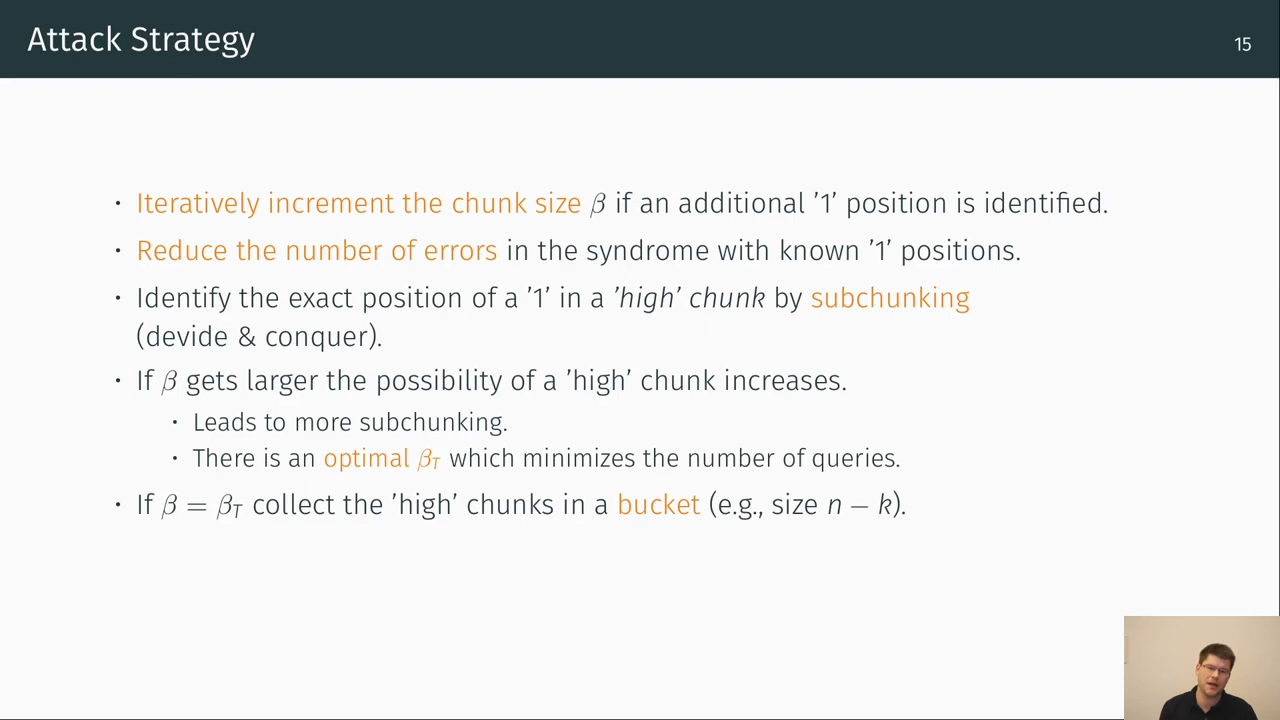 Attack Strategy
15
• Iteratively increment the chunk size β if an additional ’1’ position is identified.
• Reduce the number of errors in the syndrome with known ’1’ positions.
• Identify the exact position of a ’1’ in a ’high’ chunk by subchunking
(devide & conquer).
• If β gets larger the possibility of a ’high’ chunk increases.
• Leads to more subchunking.
• There is an optimal β_T which minimizes the number of queries.
• If β = β_T collect the ’high’ chunks in a bucket (e.g., size n − k).